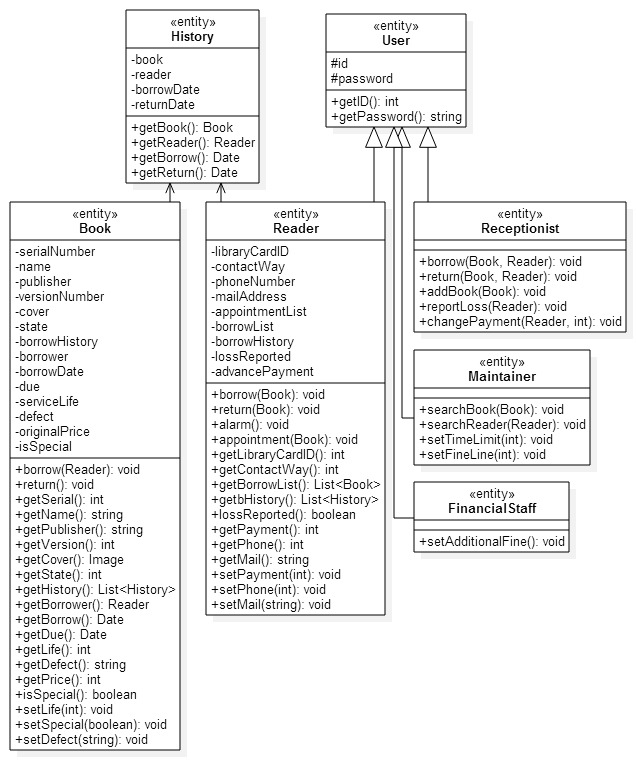 «entity»
History
-book
-reader
-borrowDate
-returnDate
+getBook(): Book
+getReader(): Reader
+getBorrow(): Date
+getReturn(): Date
«entity»
User
#id
#password
+getID(): int
+getPassword(): string
«entity»
Book
-serialNumber
-name
-publisher
-versionNumber
-cover
-state
-borrowHistory
-borrower
-borrowDate
-due
-serviceLife
-defect
-originalPrice
-isSpecial
+borrow(Reader): void
+return(): void
+getSerial(): int
+getName(): string
+getPublisher(): string
+getVersion(): int
+getCover(): Image
+getState(): int
+getHistory(): List<History>
+getBorrower(): Reader
+getBorrow(): Date
+getDue(): Date
+getLife(): int
+getDefect(): string
+getPrice(): int
+isSpecial(): boolean
+setLife(int): void
+setSpecial(boolean): void
+setDefect(string): void
«entity»
Reader
-libraryCardID
-contactWay
-phoneNumber
-mailAddress
-appointmentList
-borrowList
-borrowHistory
-lossReported
-advancePayment
+borrow(Book): void
+return(Book): void
+alarm(): void
+appointment(Book): void
+getLibraryCardID(): int
+getContactWay(): int
+getBorrowList(): List<Book>
+getbHistory(): List<History>
+lossReported(): boolean
+getPayment(): int
+getPhone(): int
+getMail(): string
+setPayment(int): void
+setPhone(int): void
+setMail(string): void
«entity»
Receptionist
+borrow(Book, Reader): void
+return(Book, Reader): void
+addBook(Book): void
+reportLoss(Reader): void
+changePayment(Reader, int): void
«entity»
Maintainer
+searchBook(Book): void
+searchReader(Reader): void
+setTimeLimit(int): void
+setFineLine(int): void
«entity»
FinancialStaff
+setAdditionalFine(): void